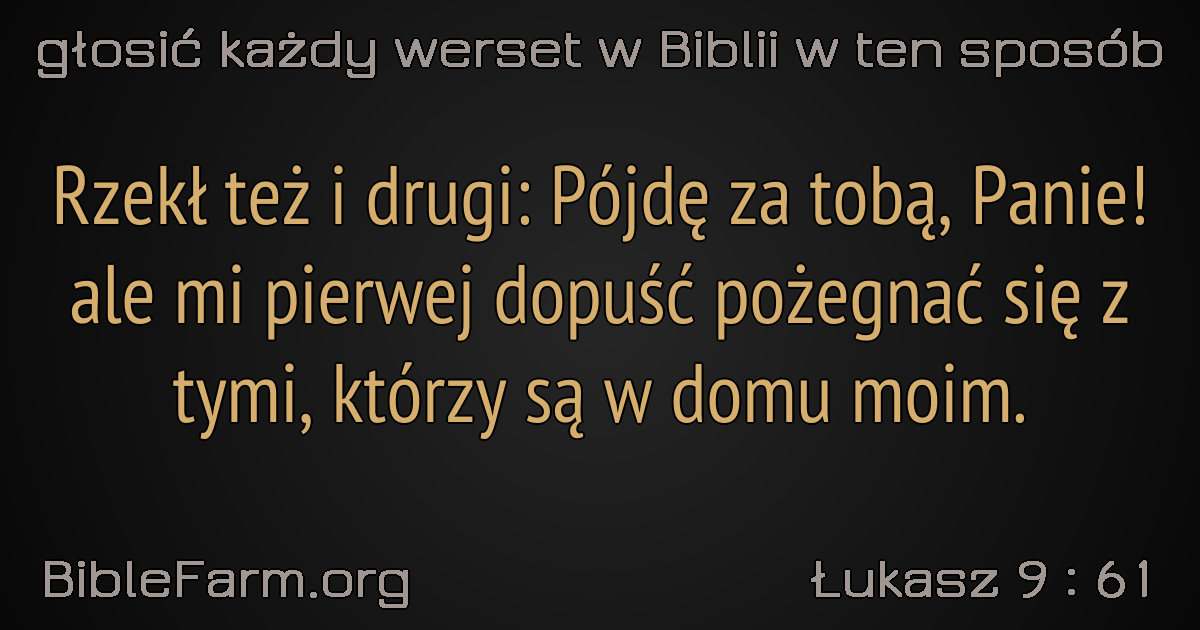 głosić każdy werset w Biblii w ten sposób
Rzekł też i drugi: Pójdę za tobą, Panie!
ale mi pierwej dopuść pożegnać się z
tymi, którzy są w domu moim.
BibleFarm.org
Łukasz 9 : 61